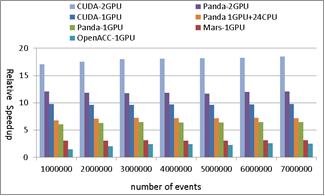 CUDA-2GPU
Panda-2GPU
CUDA-1GPU
Panda 1GPU+24CPU
Panda-1GPU
Mars-1GPU
OpenACC-1GPU
Relative Speedup
20
15
10
5
0
1000000 2000000 3000000 4000000 5000000 6000000 7000000
number of events